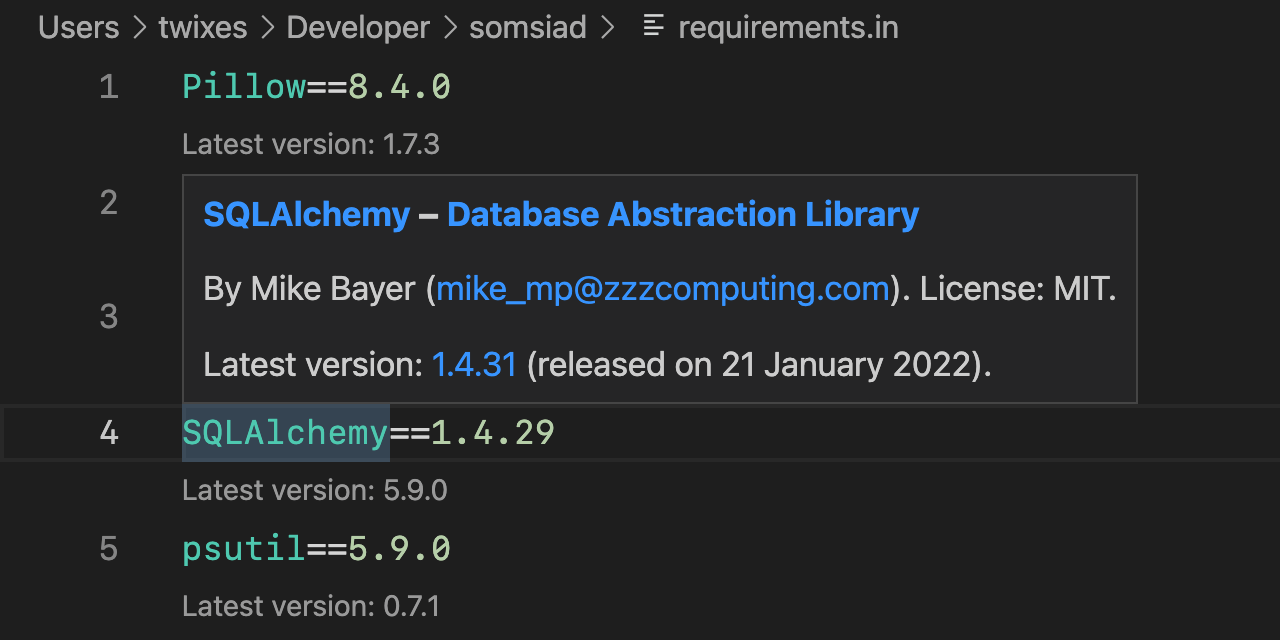 Users > twixes > Developer > somsiad > requirements.in
1 Pillow==8.4.0
Latest version: 1.7.3
2
SQLAlchemy – Database Abstraction Library
By Mike Bayer (mike_mp@zzzcomputing.com). License: MIT.
3
Latest version: 1.4.31 (released on 21 January 2022).
4 SQLAlchemy==1.4.29
Latest version: 5.9.0
5 psutil==5.9.0
Latest version: 0.7.1